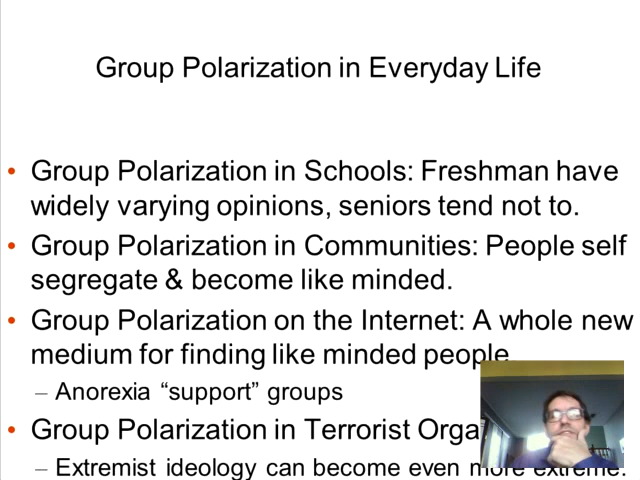 Group Polarization in Everyday Life
• Group Polarization in Schools: Freshman have
widely varying opinions, seniors tend not to.
• Group Polarization in Communities: People self
segregate & become like minded.
• Group Polarization on the Internet: A whole new
medium for finding like minded people
– Anorexia “support” groups
• Group Polarization in Terrorist Orga
– Extremist ideology can become even more extreme.